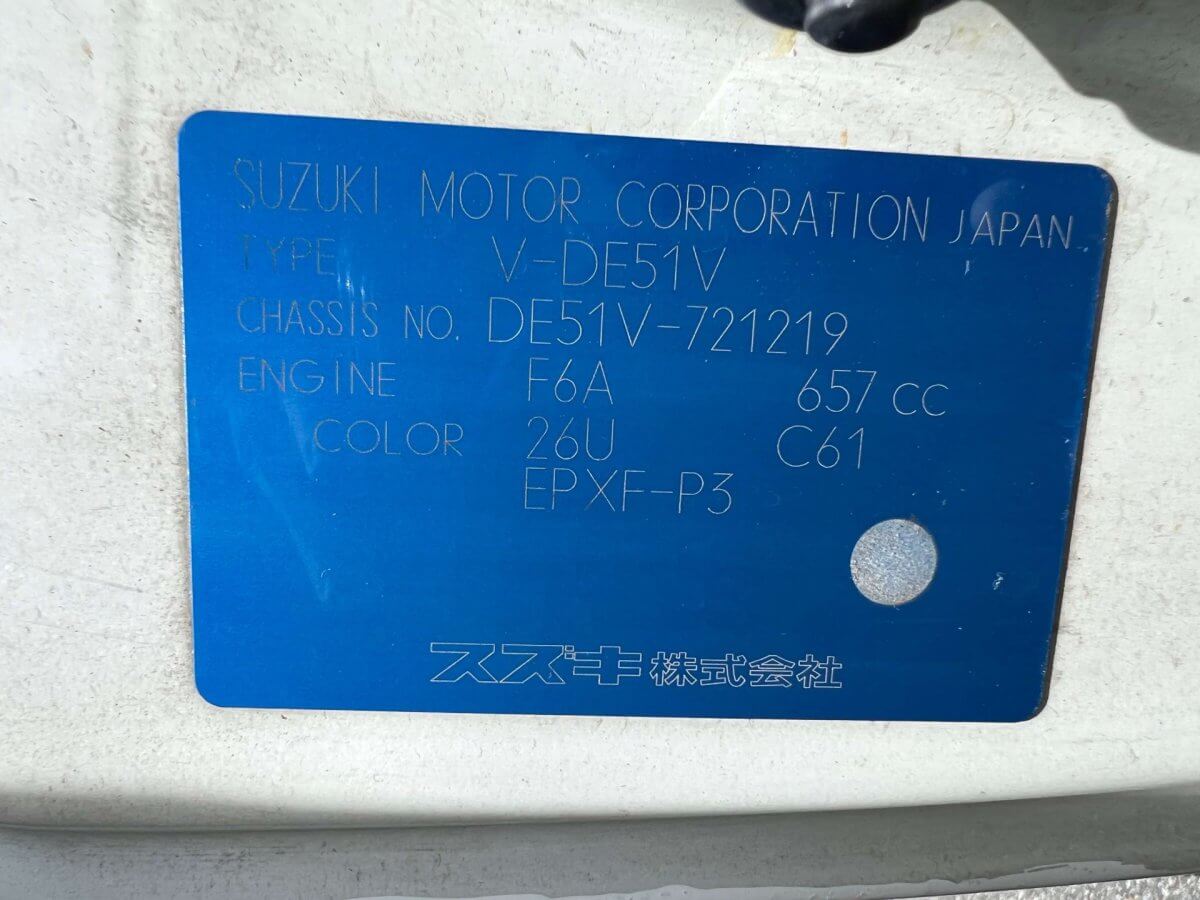 SUZUKI MOTOR CORPORATION JAPAN
TYPE V-DE51V
CHASSIS NO. DE51V-721219
ENGINE F6A 657 CC
COLOR 26U C61
EPXF-P3
スズキ株式会社